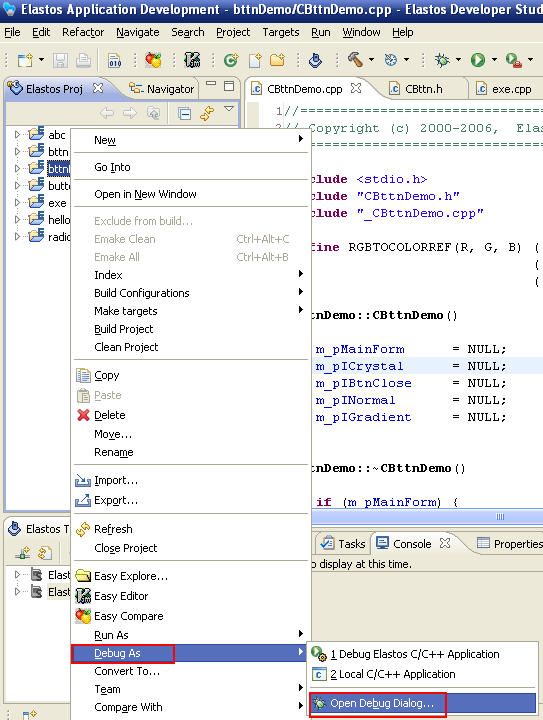 Elastos Application Development - bttnDemo/CBttnDemo.cpp - Elastos Developer Stud
File Edit Refactor Navigate Search Project Targets Run Window Help
Elastos Proj
Navigator
CBttnDemo.cpp
CBttn.h
exe.cpp
abc
bttn
bttnD
butto
exe
hello
radio
1//=================================
2// Copyright (c) 2000-2006, Elas
=================================
clude <stdio.h>
clude "CBttnDemo.h"
clude "_CBttnDemo.cpp"
fine RGBTOCOLORREF(R, G, B) (
(
(
tnDemo::CBttnDemo()
m_pMainForm = NULL;
m_pICrystal = NULL;
m_pIBtnClose = NULL;
m_pINormal = NULL;
m_pIGradient = NULL;
tnDemo::~CBttnDemo()
if (m_pMainForm) {
New
Go Into
Open in New Window
Exclude from build...
Emake Clean Ctrl+Alt+C
Emake All Ctrl+Alt+B
Index
Build Configurations
Make targets
Build Project
Clean Project
Copy
Paste
Delete
Move...
Rename
Import...
Export...
Refresh
Close Project
Easy Explore...
Easy Editor
Easy Compare
Run As
Debug As
Convert To...
Team
Compare With
Elastos T
Elast
Elast
Tasks
Console
Properties
o display at this time.
1 Debug Elastos C/C++ Application
2 Local C/C++ Application
Open Debug Dialog...